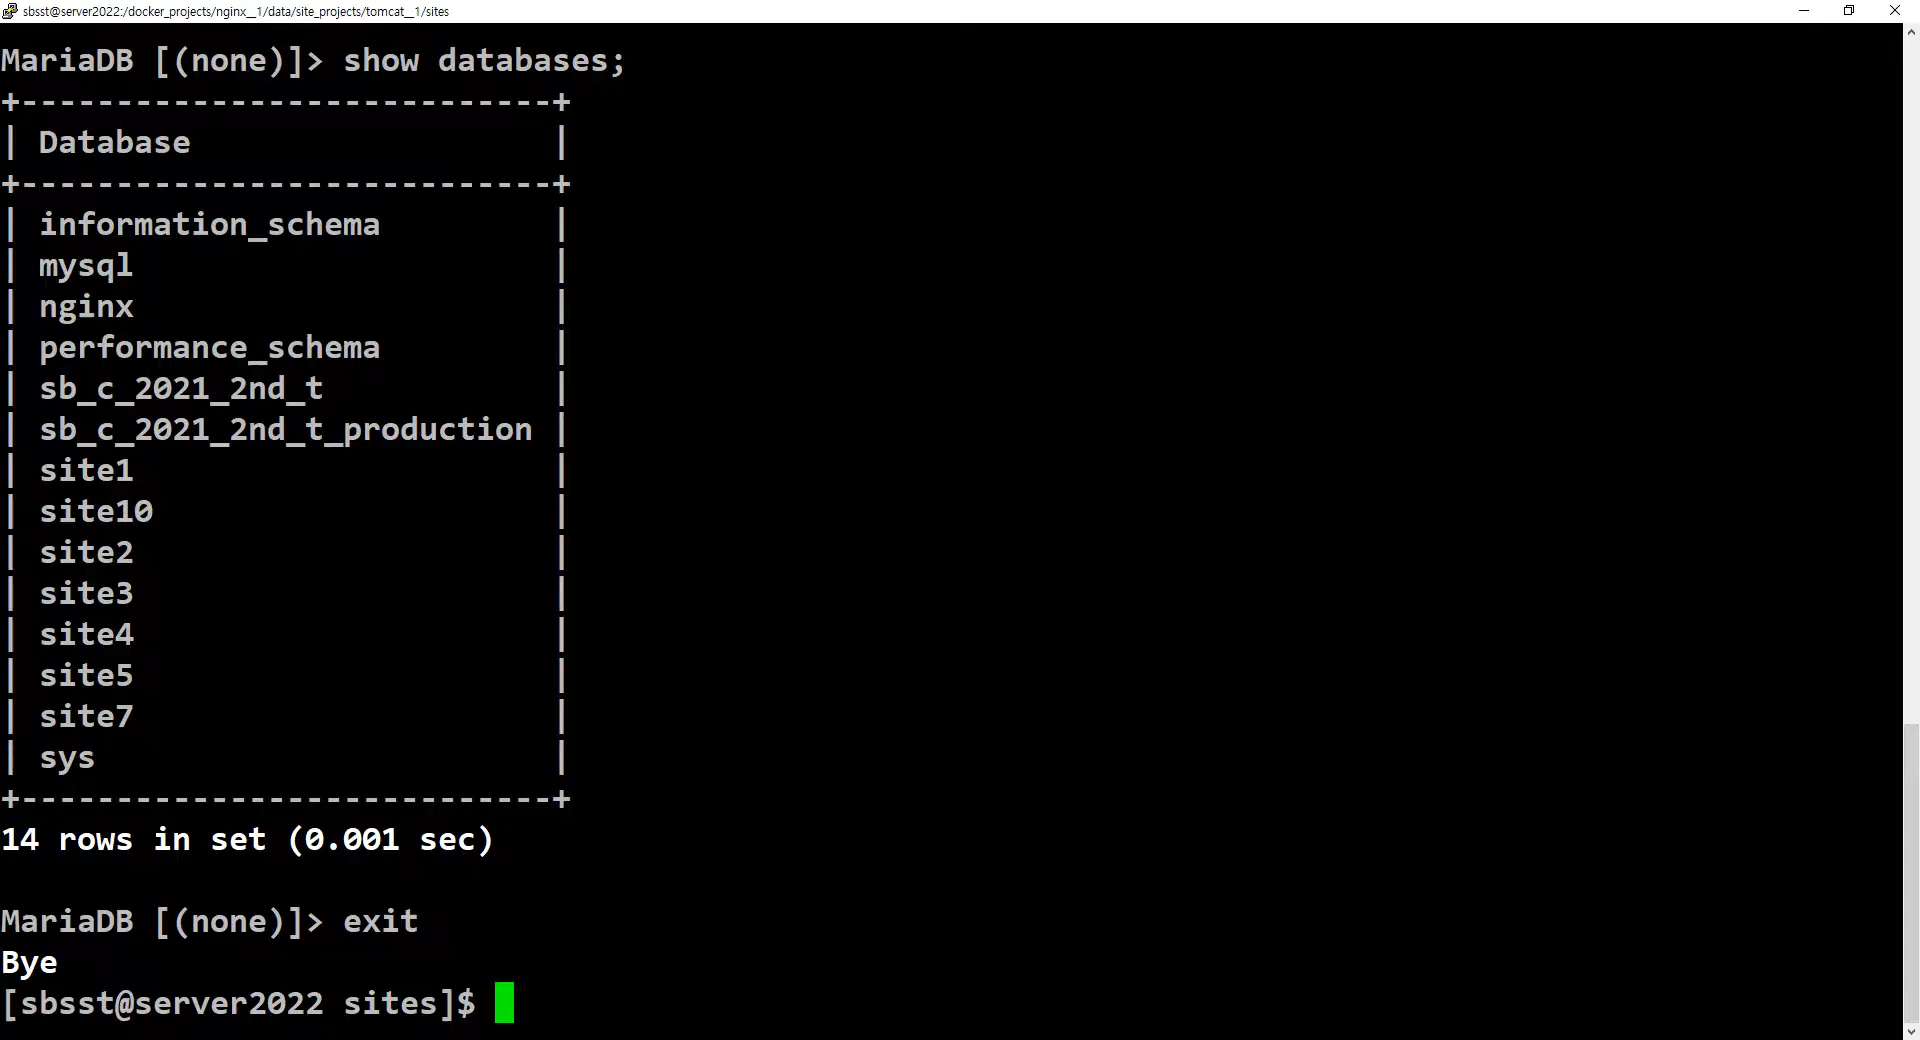 sbsst@server2022:/docker_projects/nginx__1/data/site_projects/tomcat__1/sites
MariaDB [(none)]> show databases;
+----------------------------+
| Database                   |
+----------------------------+
| information_schema         |
| mysql                      |
| nginx                      |
| performance_schema         |
| sb_c_2021_2nd_t            |
| sb_c_2021_2nd_t_production |
| site1                      |
| site10                     |
| site2                      |
| site3                      |
| site4                      |
| site5                      |
| site7                      |
| sys                        |
+----------------------------+
14 rows in set (0.001 sec)
MariaDB [(none)]> exit
Bye
[sbsst@server2022 sites]$